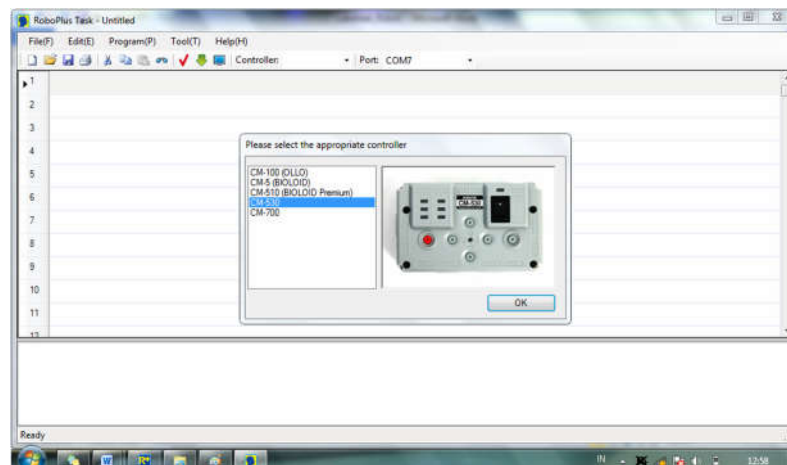 RoboPlus Task - Untitled
File(F) Edit(E) Program(P) Tool(T) Help(H)
Controller: Port: COM7
1
2
3
4
5
6
7
8
9
10
11
12
Please select the appropriate controller
CM-100 (OLLO)
CM-5 (BIOLOID)
CM-510 (BIOLOID Premium)
CM-530
CM-700
CM-530
OK
Ready
IN 12:58